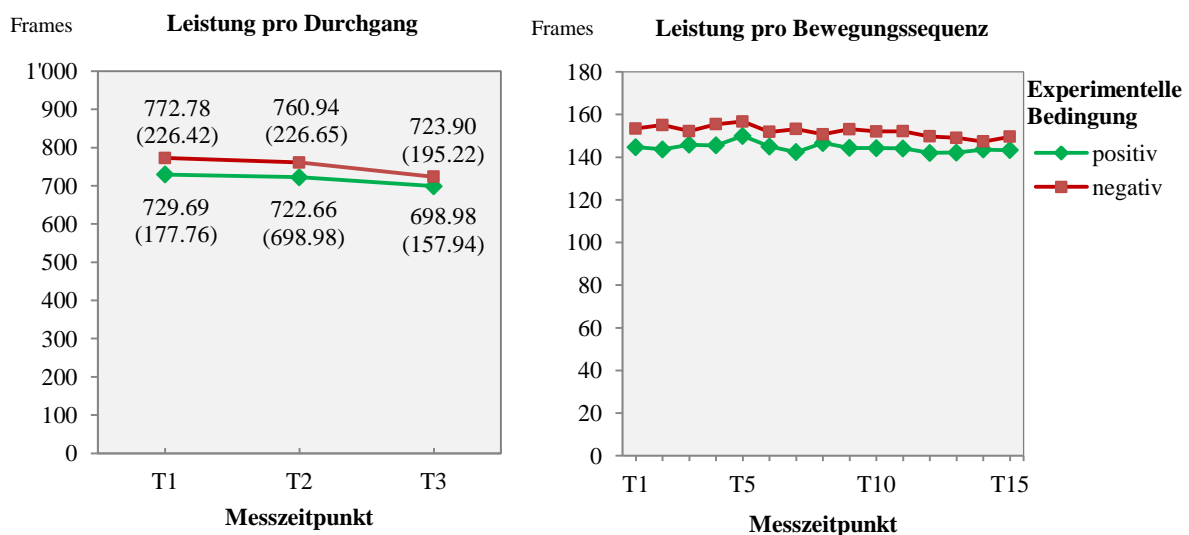 Frames
Leistung pro Durchgang
1'000
900
800
700
600
500
400
300
200
100
0
772.78
(226.42)
760.94
(226.65)
723.90
(195.22)
729.69
(177.76)
722.66
(698.98)
698.98
(157.94)
T1 T2 T3
Messzeitpunkt
Frames
Leistung pro Bewegungssequenz
180
160
140
120
100
80
60
40
20
0
T1 T5 T10 T15
Messzeitpunkt
Experimentelle
Bedingung
positiv
negativ